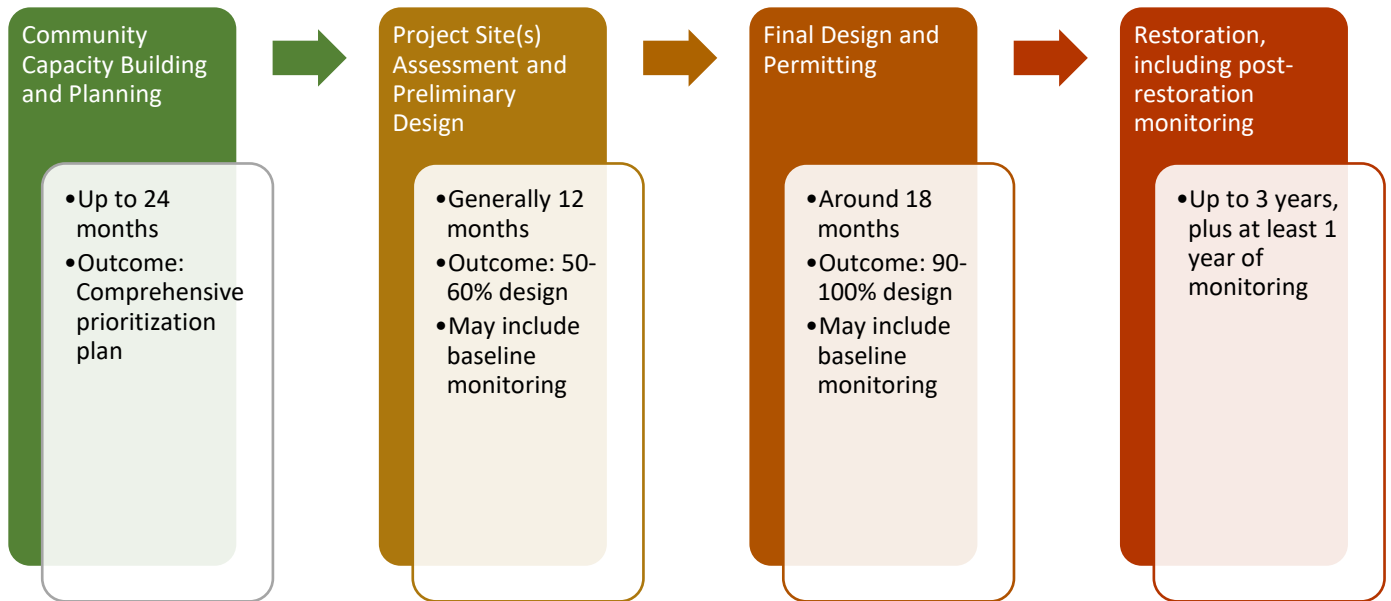 Community
Capacity Building
and Planning
•Up to 24
months
•Outcome:
Comprehensive
prioritization
plan
Project Site(s)
Assessment and
Preliminary
Design
•Generally 12
months
•Outcome: 50-
60% design
•May include
baseline
monitoring
Final Design and
Permitting
•Around 18
months
•Outcome: 90-
100% design
•May include
baseline
monitoring
Restoration,
including post-
restoration
monitoring
•Up to 3 years,
plus at least 1
year of
monitoring